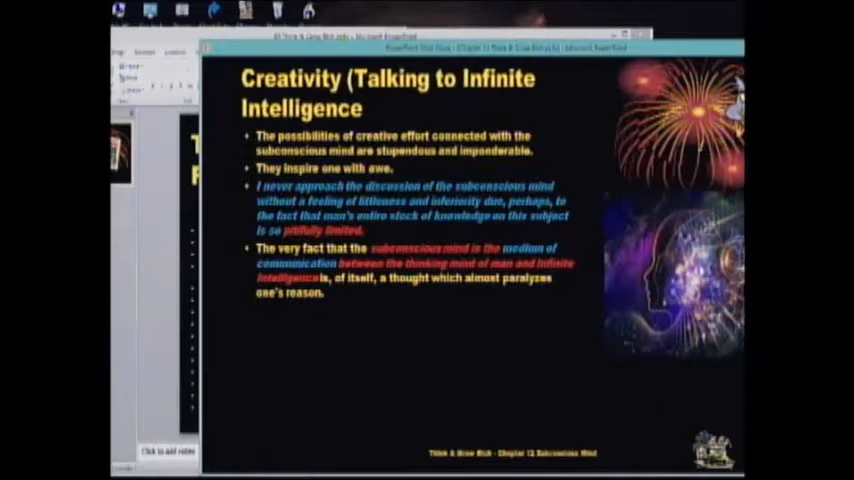 Creativity (Talking to Infinite
Intelligence
The possibilities of creative effort connected with the
subconscious mind are stupendous and imponderable.
They inspire one with awe.
I never approach the discussion of the subconscious mind
without a feeling of littleness and inferiority due, perhaps, to
the fact that man's entire stock of knowledge on this subject
is so pitifully limited.
The very fact that the subconscious mind is the medium of
communication between the thinking mind of man and Infinite
Intelligence is, of itself, a thought which almost paralyzes
one's reason.
Click to add notes
Think & Grow Rich - Chapter 12 Subconscious Mind